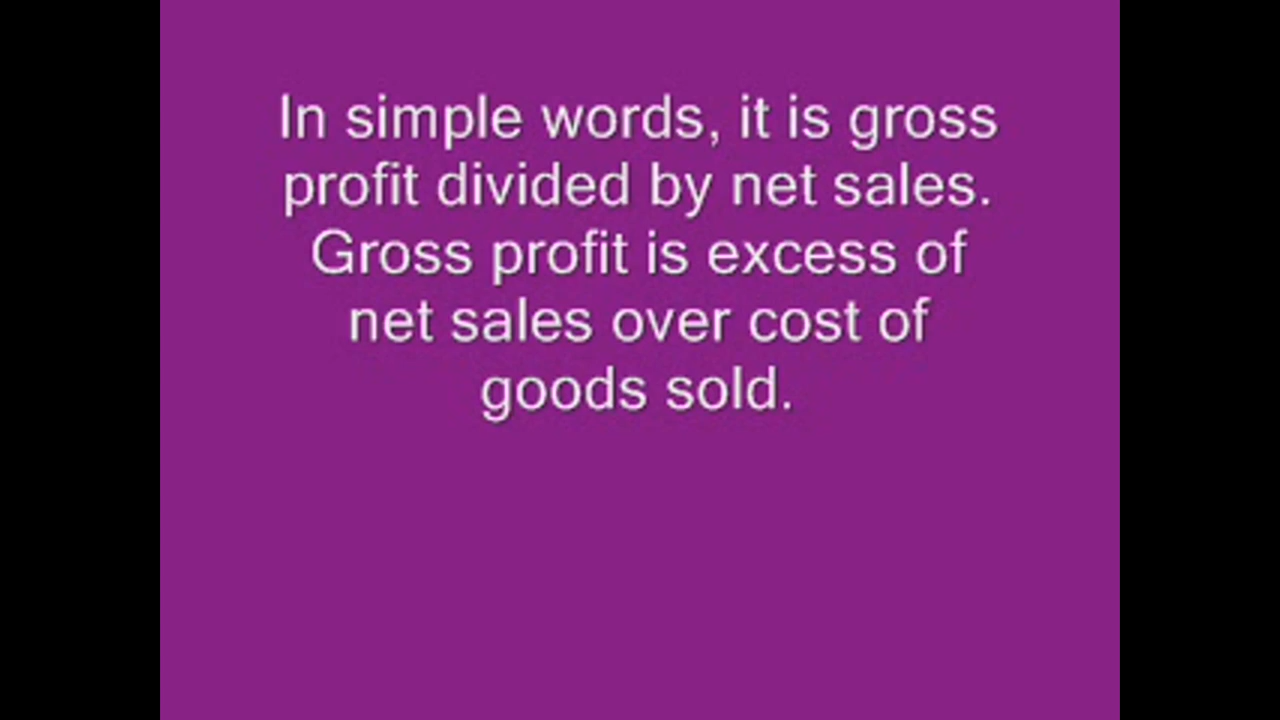 In simple words, it is gross
profit divided by net sales.
Gross profit is excess of
net sales over cost of
goods sold.